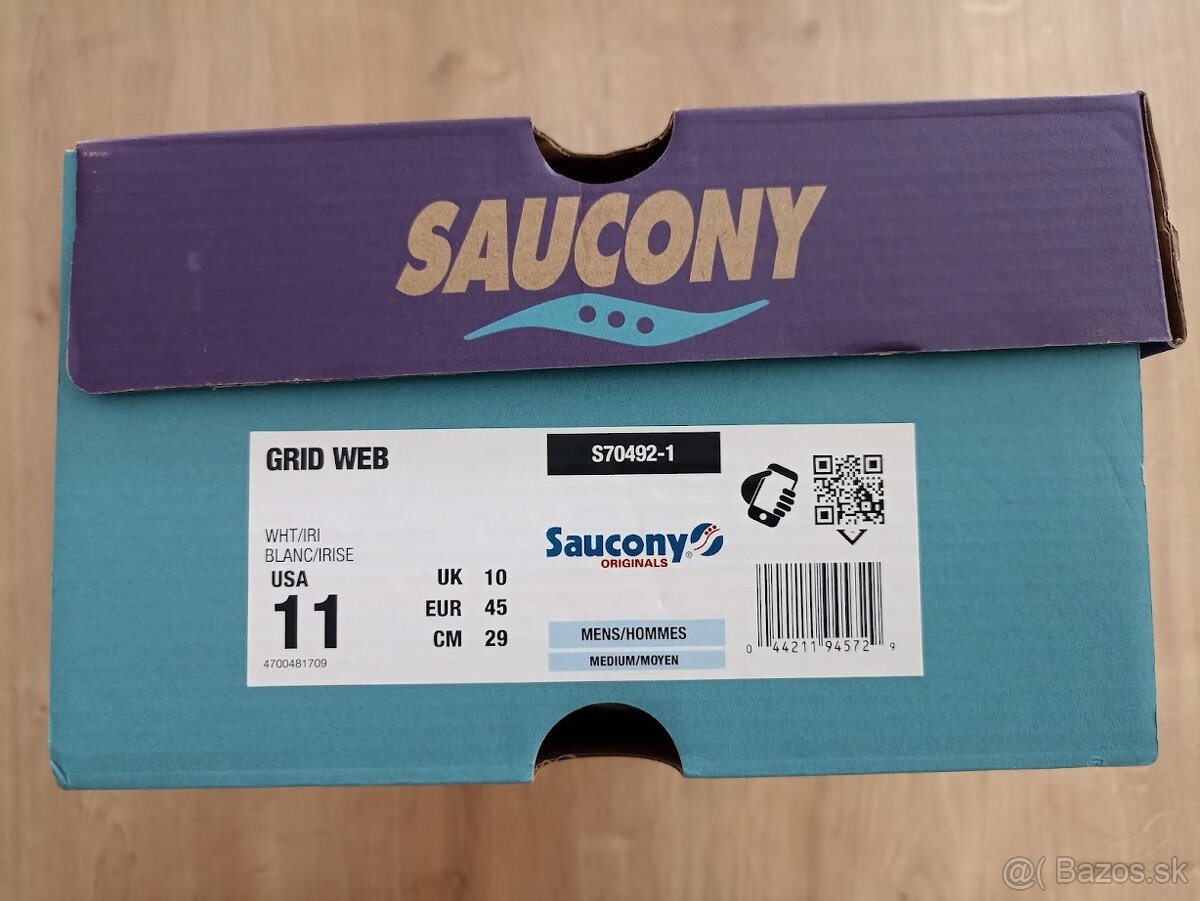 SAUCONY
GRID WEB
S70492-1
WHT/IRI
BLANC/IRISE
USA
11
4700481709
UK 10
EUR 45
CM 29
Saucony®
ORIGINALS
MENS/HOMMES
MEDIUM/MOYEN
0 44211 94572 9
@( Bazos.sk